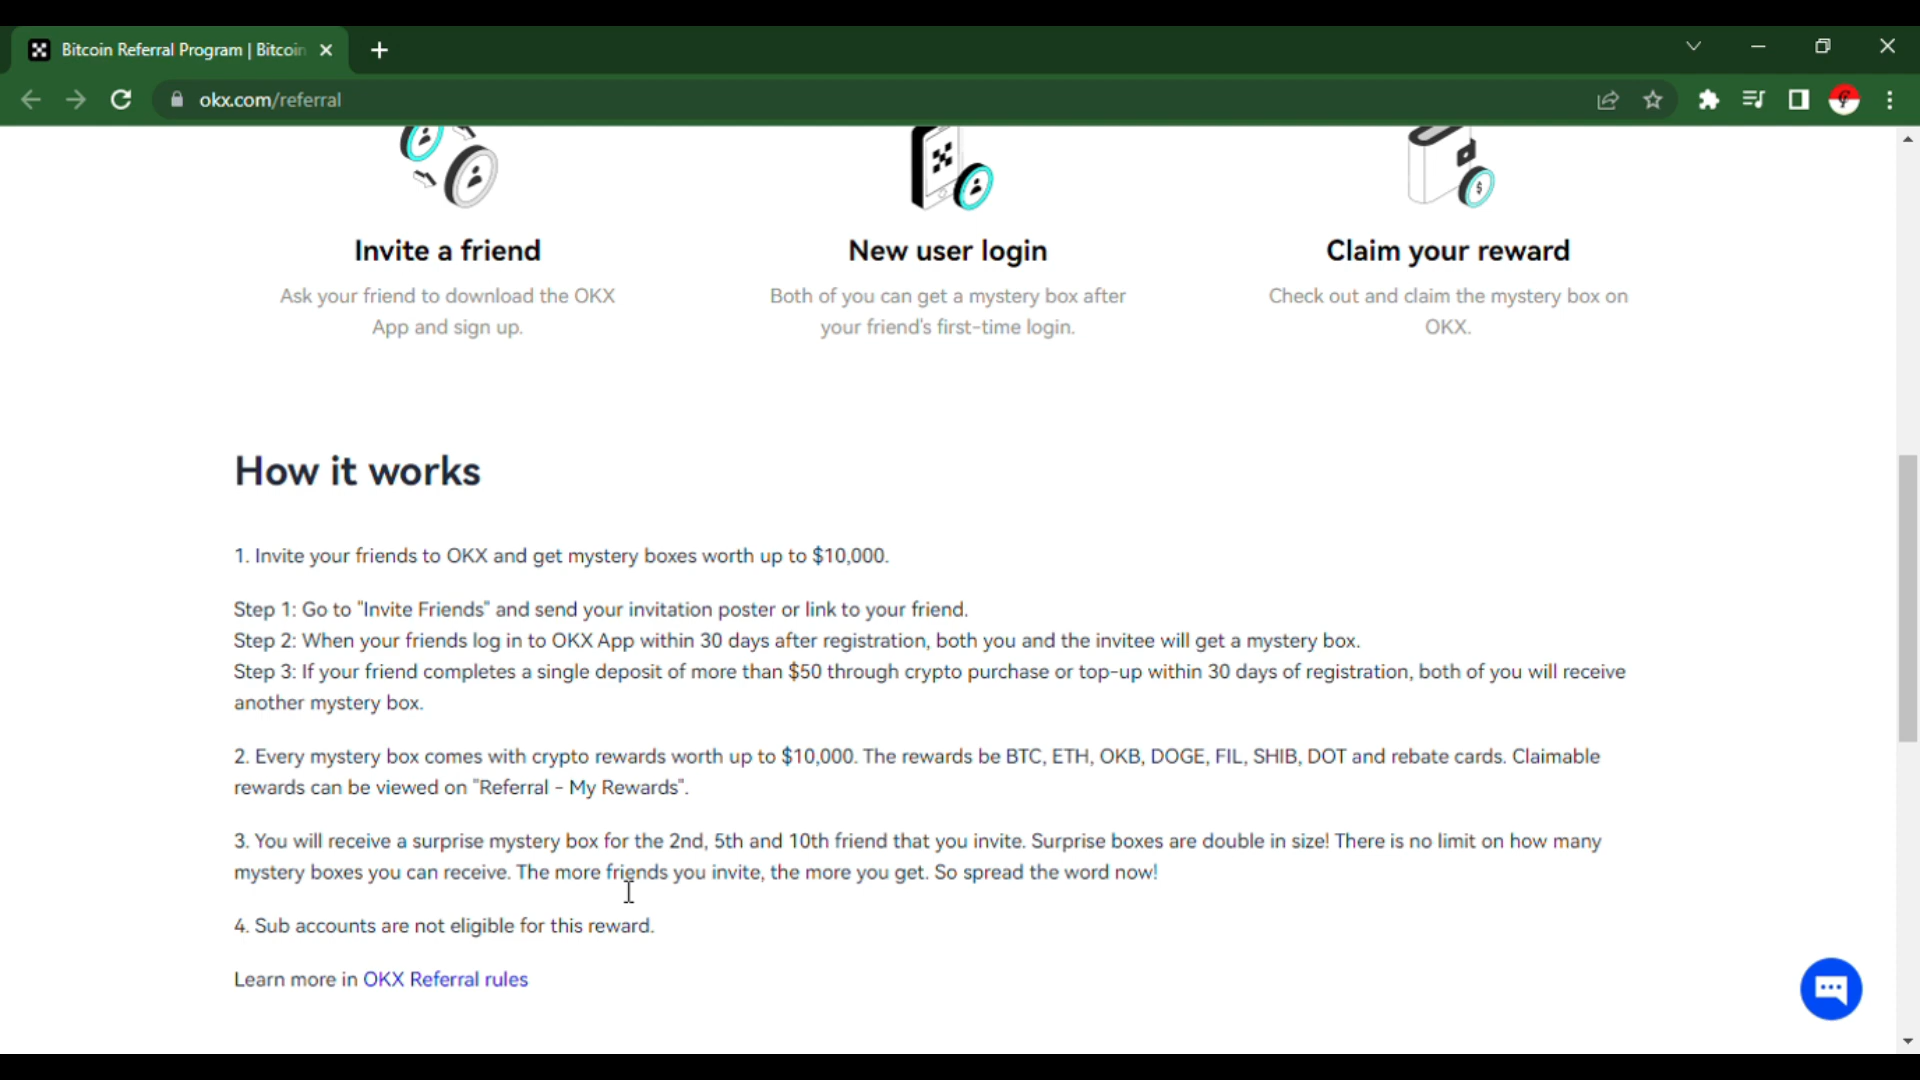 Bitcoin Referral Program | Bitcoin
okx.com/referral
Invite a friend
New user login
Claim your reward
Ask your friend to download the OKX
App and sign up.
Both of you can get a mystery box after
your friend's first-time login.
Check out and claim the mystery box on
OKX.
How it works
1. Invite your friends to OKX and get mystery boxes worth up to $10,000.
Step 1: Go to "Invite Friends" and send your invitation poster or link to your friend.
Step 2: When your friends log in to OKX App within 30 days after registration, both you and the invitee will get a mystery box.
Step 3: If your friend completes a single deposit of more than $50 through crypto purchase or top-up within 30 days of registration, both of you will receive
another mystery box.
2. Every mystery box comes with crypto rewards worth up to $10,000. The rewards be BTC, ETH, OKB, DOGE, FIL, SHIB, DOT and rebate cards. Claimable
rewards can be viewed on "Referral - My Rewards".
3. You will receive a surprise mystery box for the 2nd, 5th and 10th friend that you invite. Surprise boxes are double in size! There is no limit on how many
mystery boxes you can receive. The more friends you invite, the more you get. So spread the word now!
4. Sub accounts are not eligible for this reward.
Learn more in OKX Referral rules